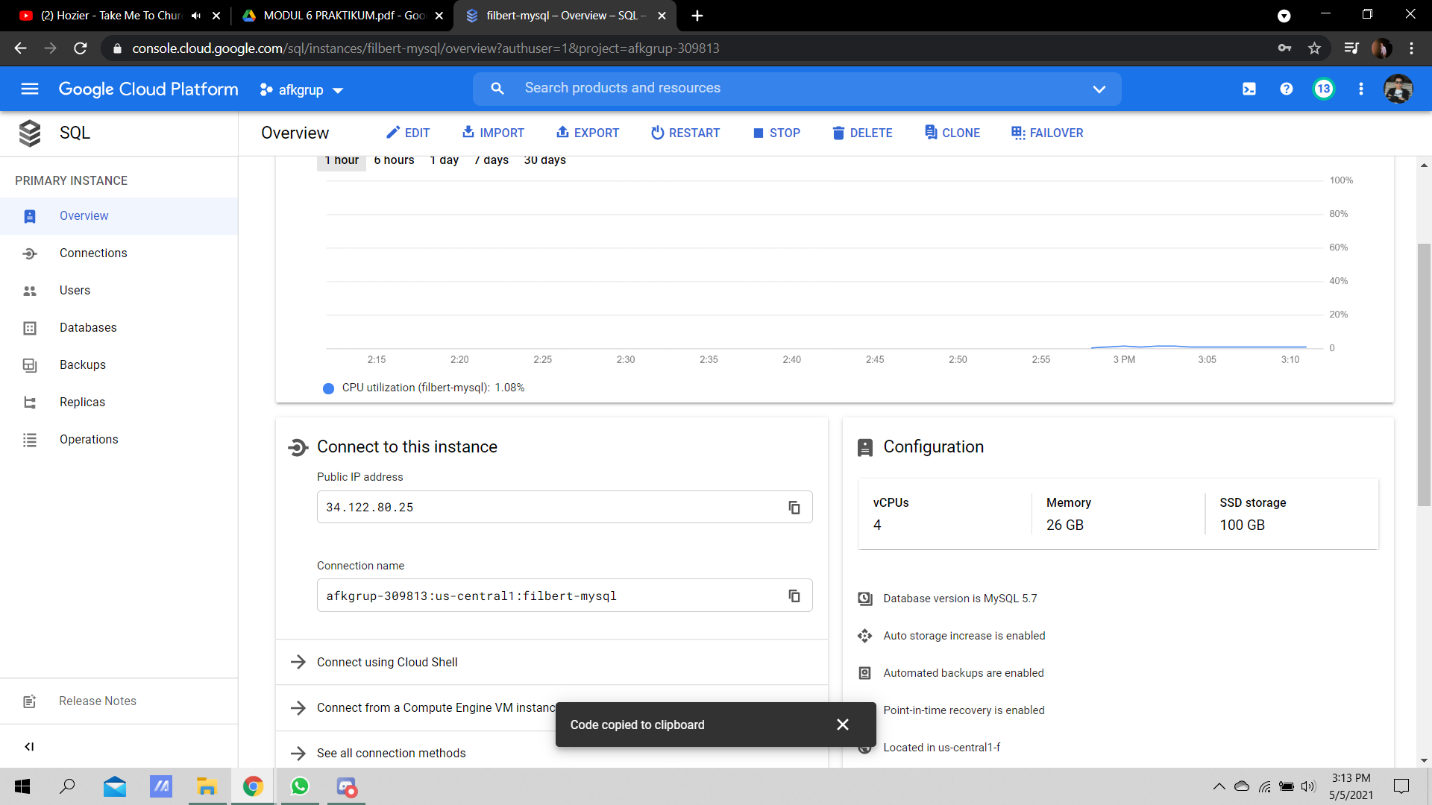 (2) Hozier - Take Me To Chur
MODUL 6 PRAKTIKUM.pdf - Goo
filbert-mysql – Overview – SQL –
console.cloud.google.com/sql/instances/filbert-mysql/overview?authuser=1&project=afkgrup-309813
Google Cloud Platform
afkgrup
Search products and resources
13
SQL
Overview
EDIT
IMPORT
EXPORT
RESTART
STOP
DELETE
CLONE
FAILOVER
PRIMARY INSTANCE
Overview
Connections
Users
Databases
Backups
Replicas
Operations
Release Notes
1 hour
6 hours
1 day
7 days
30 days
100%
80%
60%
40%
20%
0
2:15
2:20
2:25
2:30
2:35
2:40
2:45
2:50
2:55
3 PM
3:05
3:10
CPU utilization (filbert-mysql): 1.08%
Connect to this instance
Public IP address
34.122.80.25
Connection name
afkgrup-309813:us-central1:filbert-mysql
Connect using Cloud Shell
Connect from a Compute Engine VM instanc
See all connection methods
Configuration
vCPUs
4
Memory
26 GB
SSD storage
100 GB
Database version is MySQL 5.7
Auto storage increase is enabled
Automated backups are enabled
Point-in-time recovery is enabled
Located in us-central1-f
Code copied to clipboard
3:13 PM
5/5/2021